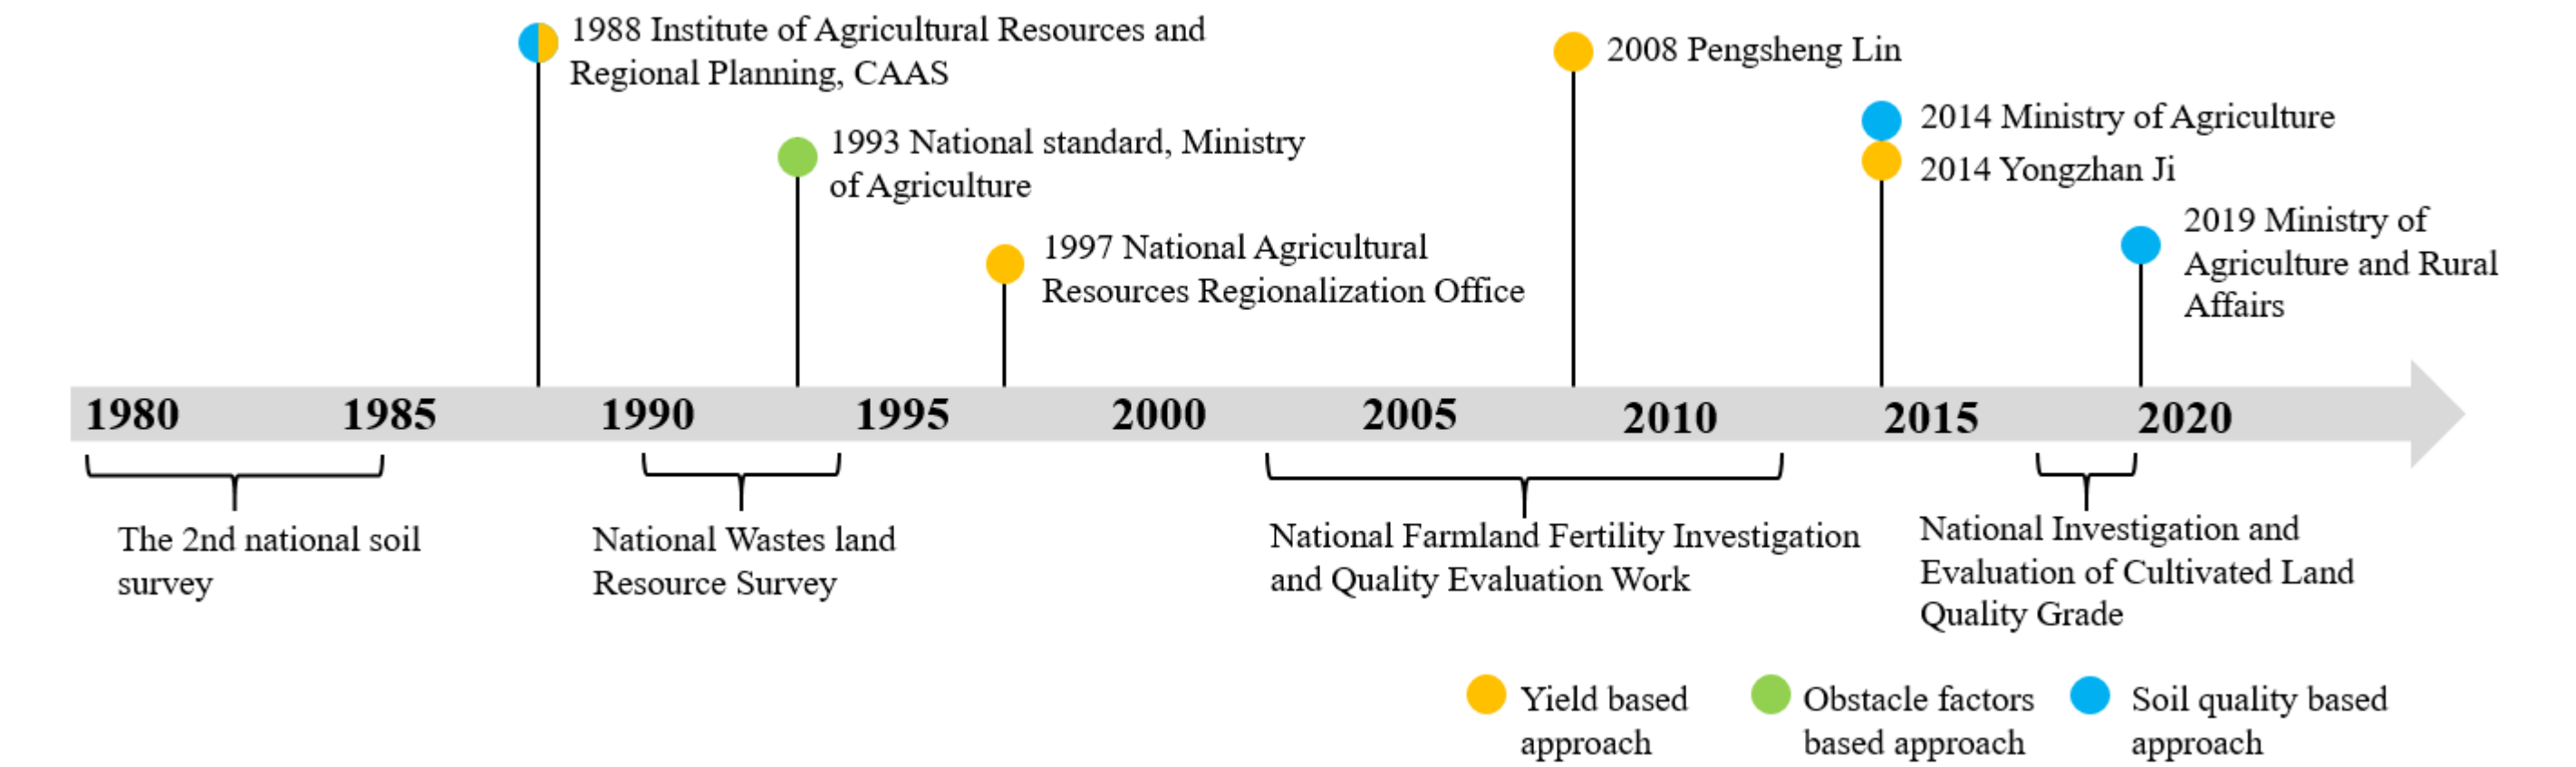 1988 Institute of Agricultural Resources and
Regional Planning, CAAS
2008 Pengsheng Lin
2014 Ministry of Agriculture
2014 Yongzhan Ji
1993 National standard, Ministry
of Agriculture
2019 Ministry of
Agriculture and Rural
Affairs
1997 National Agricultural
Resources Regionalization Office
1980 1985 1990 1995 2000 2005 2010 2015 2020
The 2nd national soil
survey
National Wastes land
Resource Survey
National Farmland Fertility Investigation
and Quality Evaluation Work
National Investigation and
Evaluation of Cultivated Land
Quality Grade
Yield based
approach
Obstacle factors
based approach
Soil quality based
approach